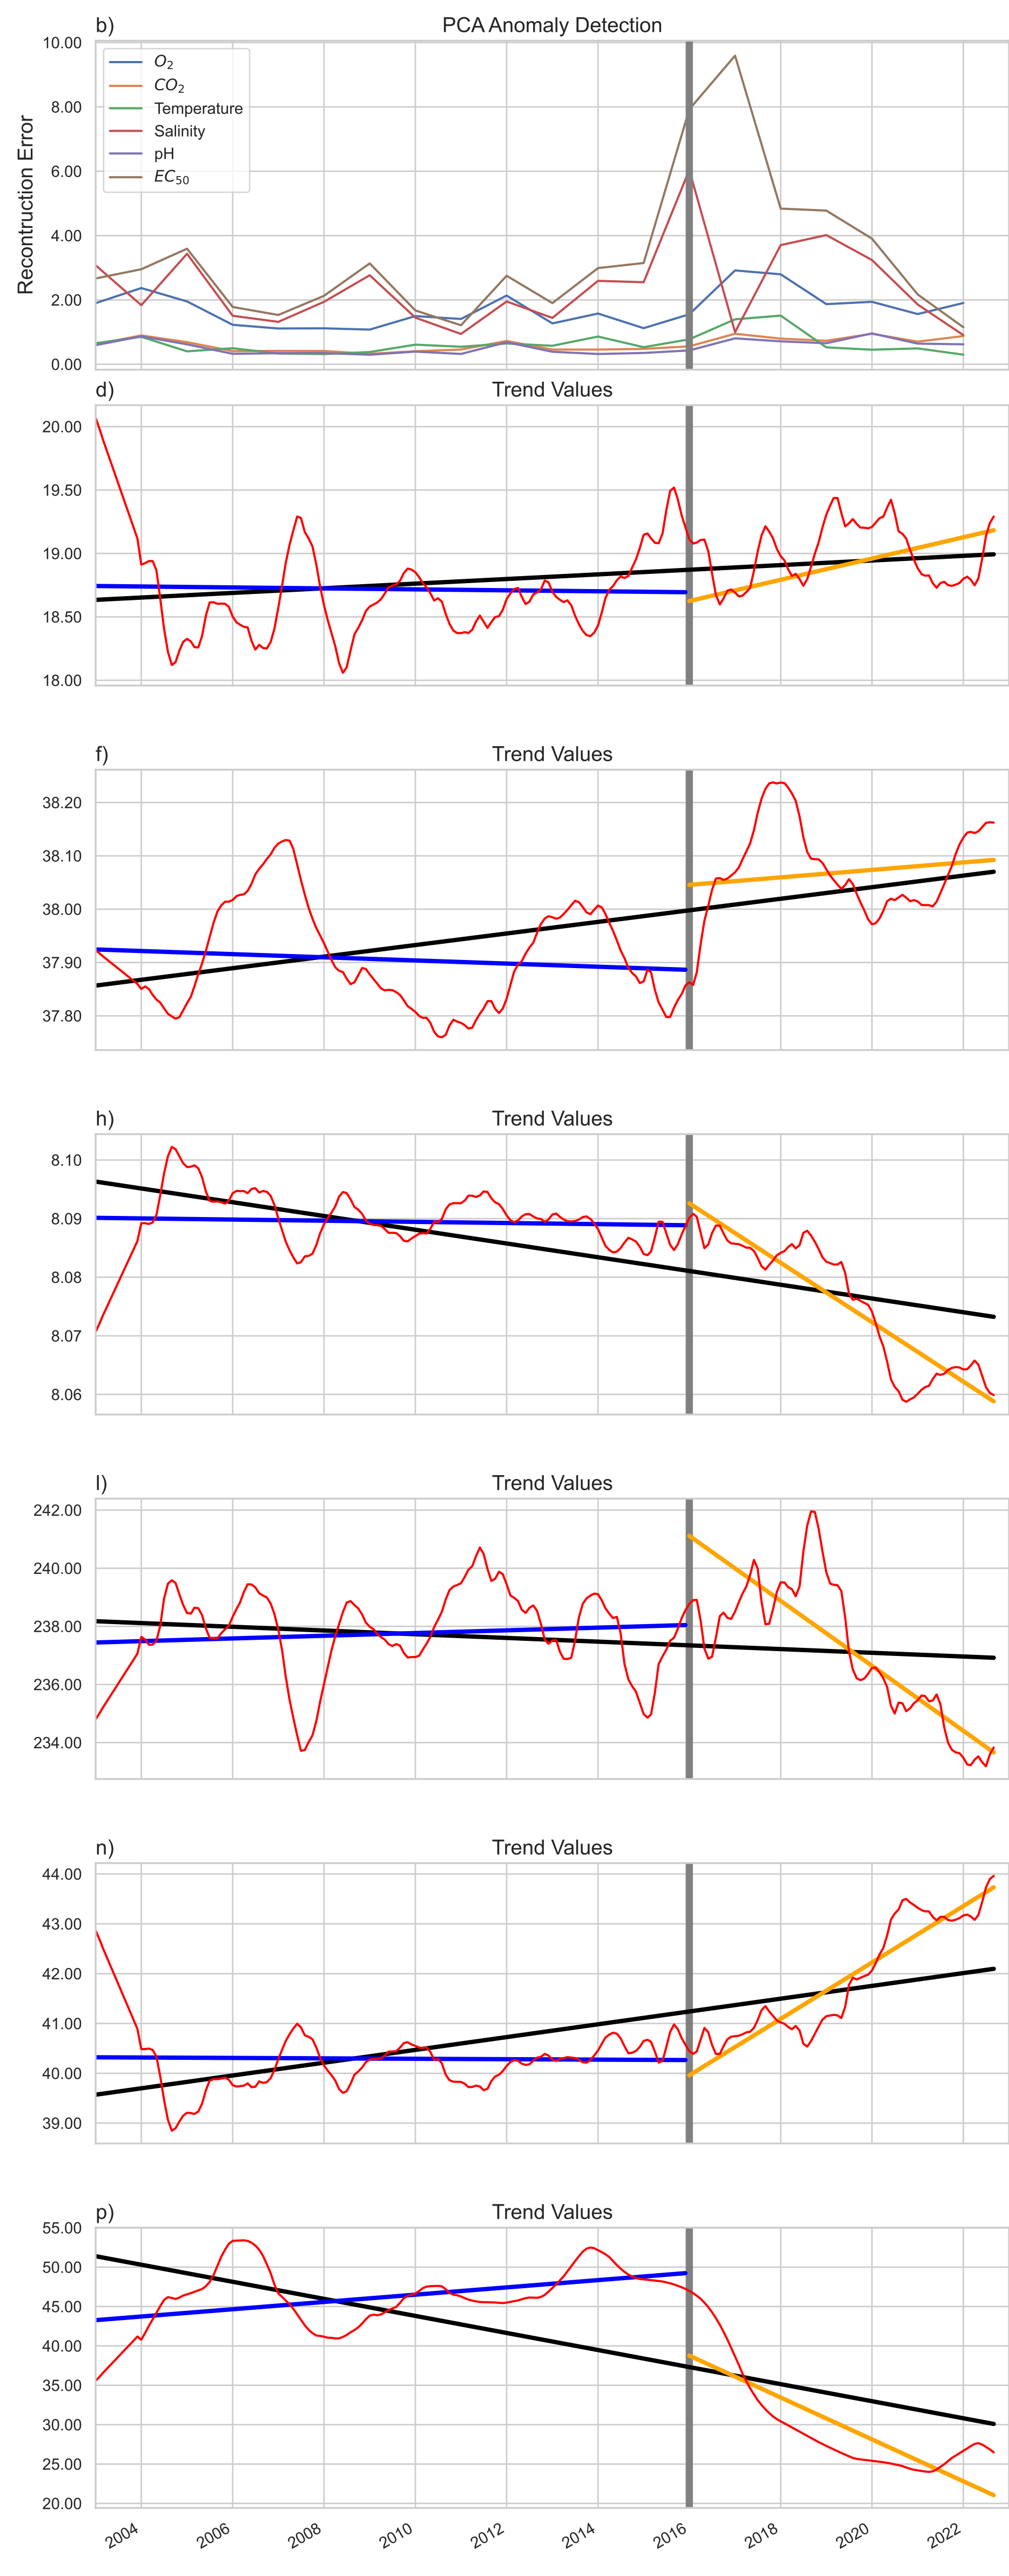 b)
PCA Anomaly Detection
10.00
8.00
6.00
4.00
2.00
0.00
Recontruction Error
O2
CO2
Temperature
Salinity
pH
EC50
d)
Trend Values
20.00
19.50
19.00
18.50
18.00
f)
Trend Values
38.20
38.10
38.00
37.90
37.80
h)
Trend Values
8.10
8.09
8.08
8.07
8.06
l)
Trend Values
242.00
240.00
238.00
236.00
234.00
n)
Trend Values
44.00
43.00
42.00
41.00
40.00
39.00
p)
Trend Values
55.00
50.00
45.00
40.00
35.00
30.00
25.00
20.00
2004 2006 2008 2010 2012 2014 2016 2018 2020 2022